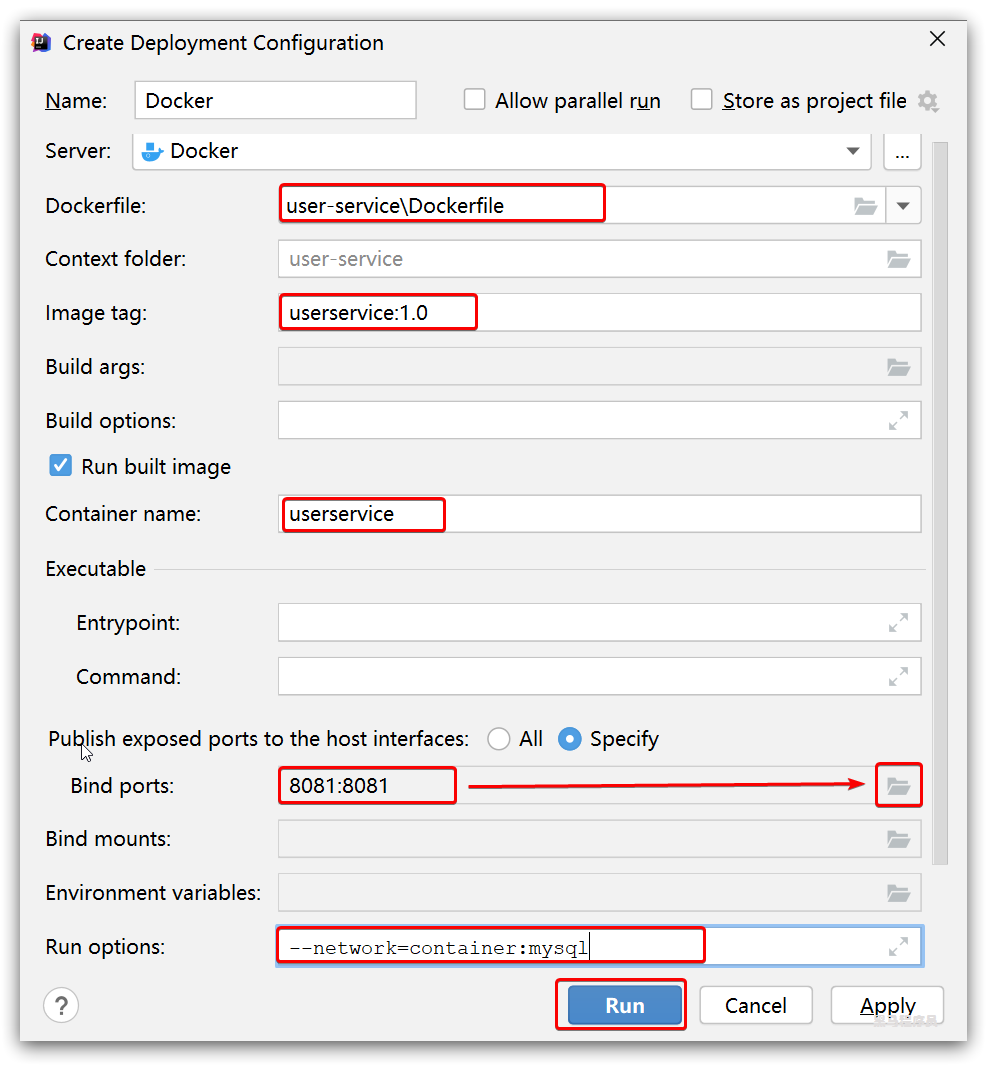 Create Deployment Configuration
Name: Docker Allow parallel run Store as project file
Server: Docker ...
Dockerfile: user-service\Dockerfile
Context folder: user-service
Image tag: userservice:1.0
Build args:
Build options:
Run built image
Container name: userservice
Executable
Entrypoint:
Command:
Publish exposed ports to the host interfaces: All Specify
Bind ports: 8081:8081
Bind mounts:
Environment variables:
Run options: --network=container:mysql
? Run Cancel Apply